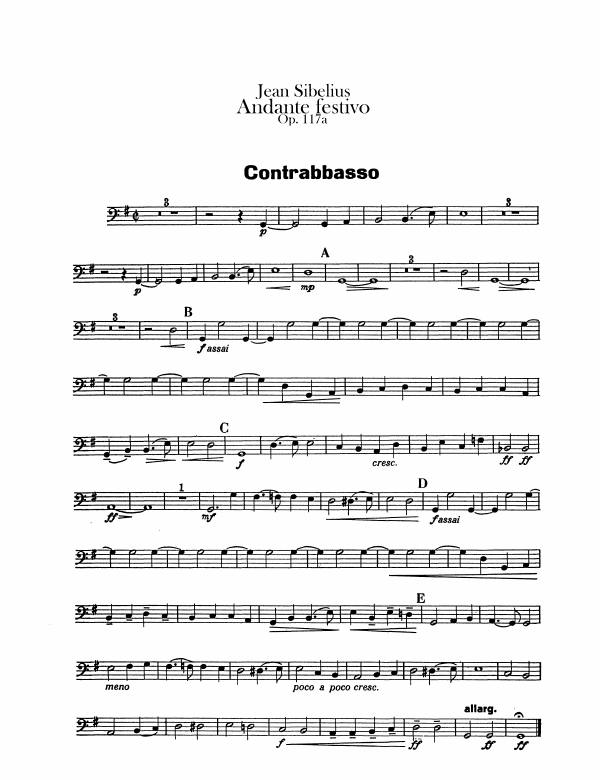 Jean Sibelius
Andante festivo
Op. 117a
Contrabbasso
3 3
p
A
3
p mp
B
3
f assai
C
f cresc. ff ff
1 D
ff mf f assai
E
meno poco a poco cresc.
allarg.
f ff ff